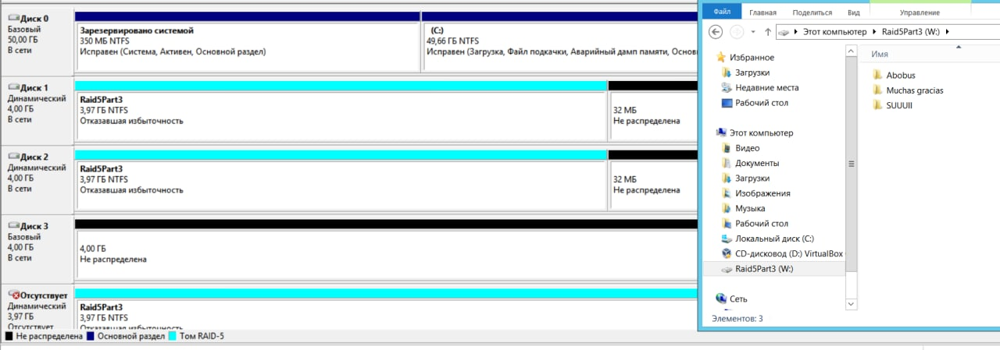 Диск 0
Базовый
50,00 ГБ
В сети
Зарезервировано системой
350 МБ NTFS
Исправен (Система, Активен, Основной раздел)
(C:)
49,66 ГБ NTFS
Исправен (Загрузка, Файл подкачки, Аварийный дамп памяти, Осно
Диск 1
Динамический
4,00 ГБ
В сети
Raid5Part3
3,97 ГБ NTFS
Отказавшая избыточность
32 МБ
Не распределена
Диск 2
Динамический
4,00 ГБ
В сети
Raid5Part3
3,97 ГБ NTFS
Отказавшая избыточность
32 МБ
Не распределена
Диск 3
Базовый
4,00 ГБ
В сети
4,00 ГБ
Не распределена
Отсутствует
Динамический
3,97 ГБ
Отсутствует
Raid5Part3
3,97 ГБ NTFS
Отказавшая избыточность
Не распределена Основной раздел Том RAID-5
Файл Главная Поделиться Вид Управление
Этот компьютер Raid5Part3 (W:)
Избранное
Загрузки
Недавние места
Рабочий стол
Этот компьютер
Видео
Документы
Загрузки
Изображения
Музыка
Рабочий стол
Локальный диск (C:)
CD-дисковод (D:) VirtualBox
Raid5Part3 (W:)
Сеть
Имя
Abobus
Muchas gracias
SUUUII
Элементов: 3